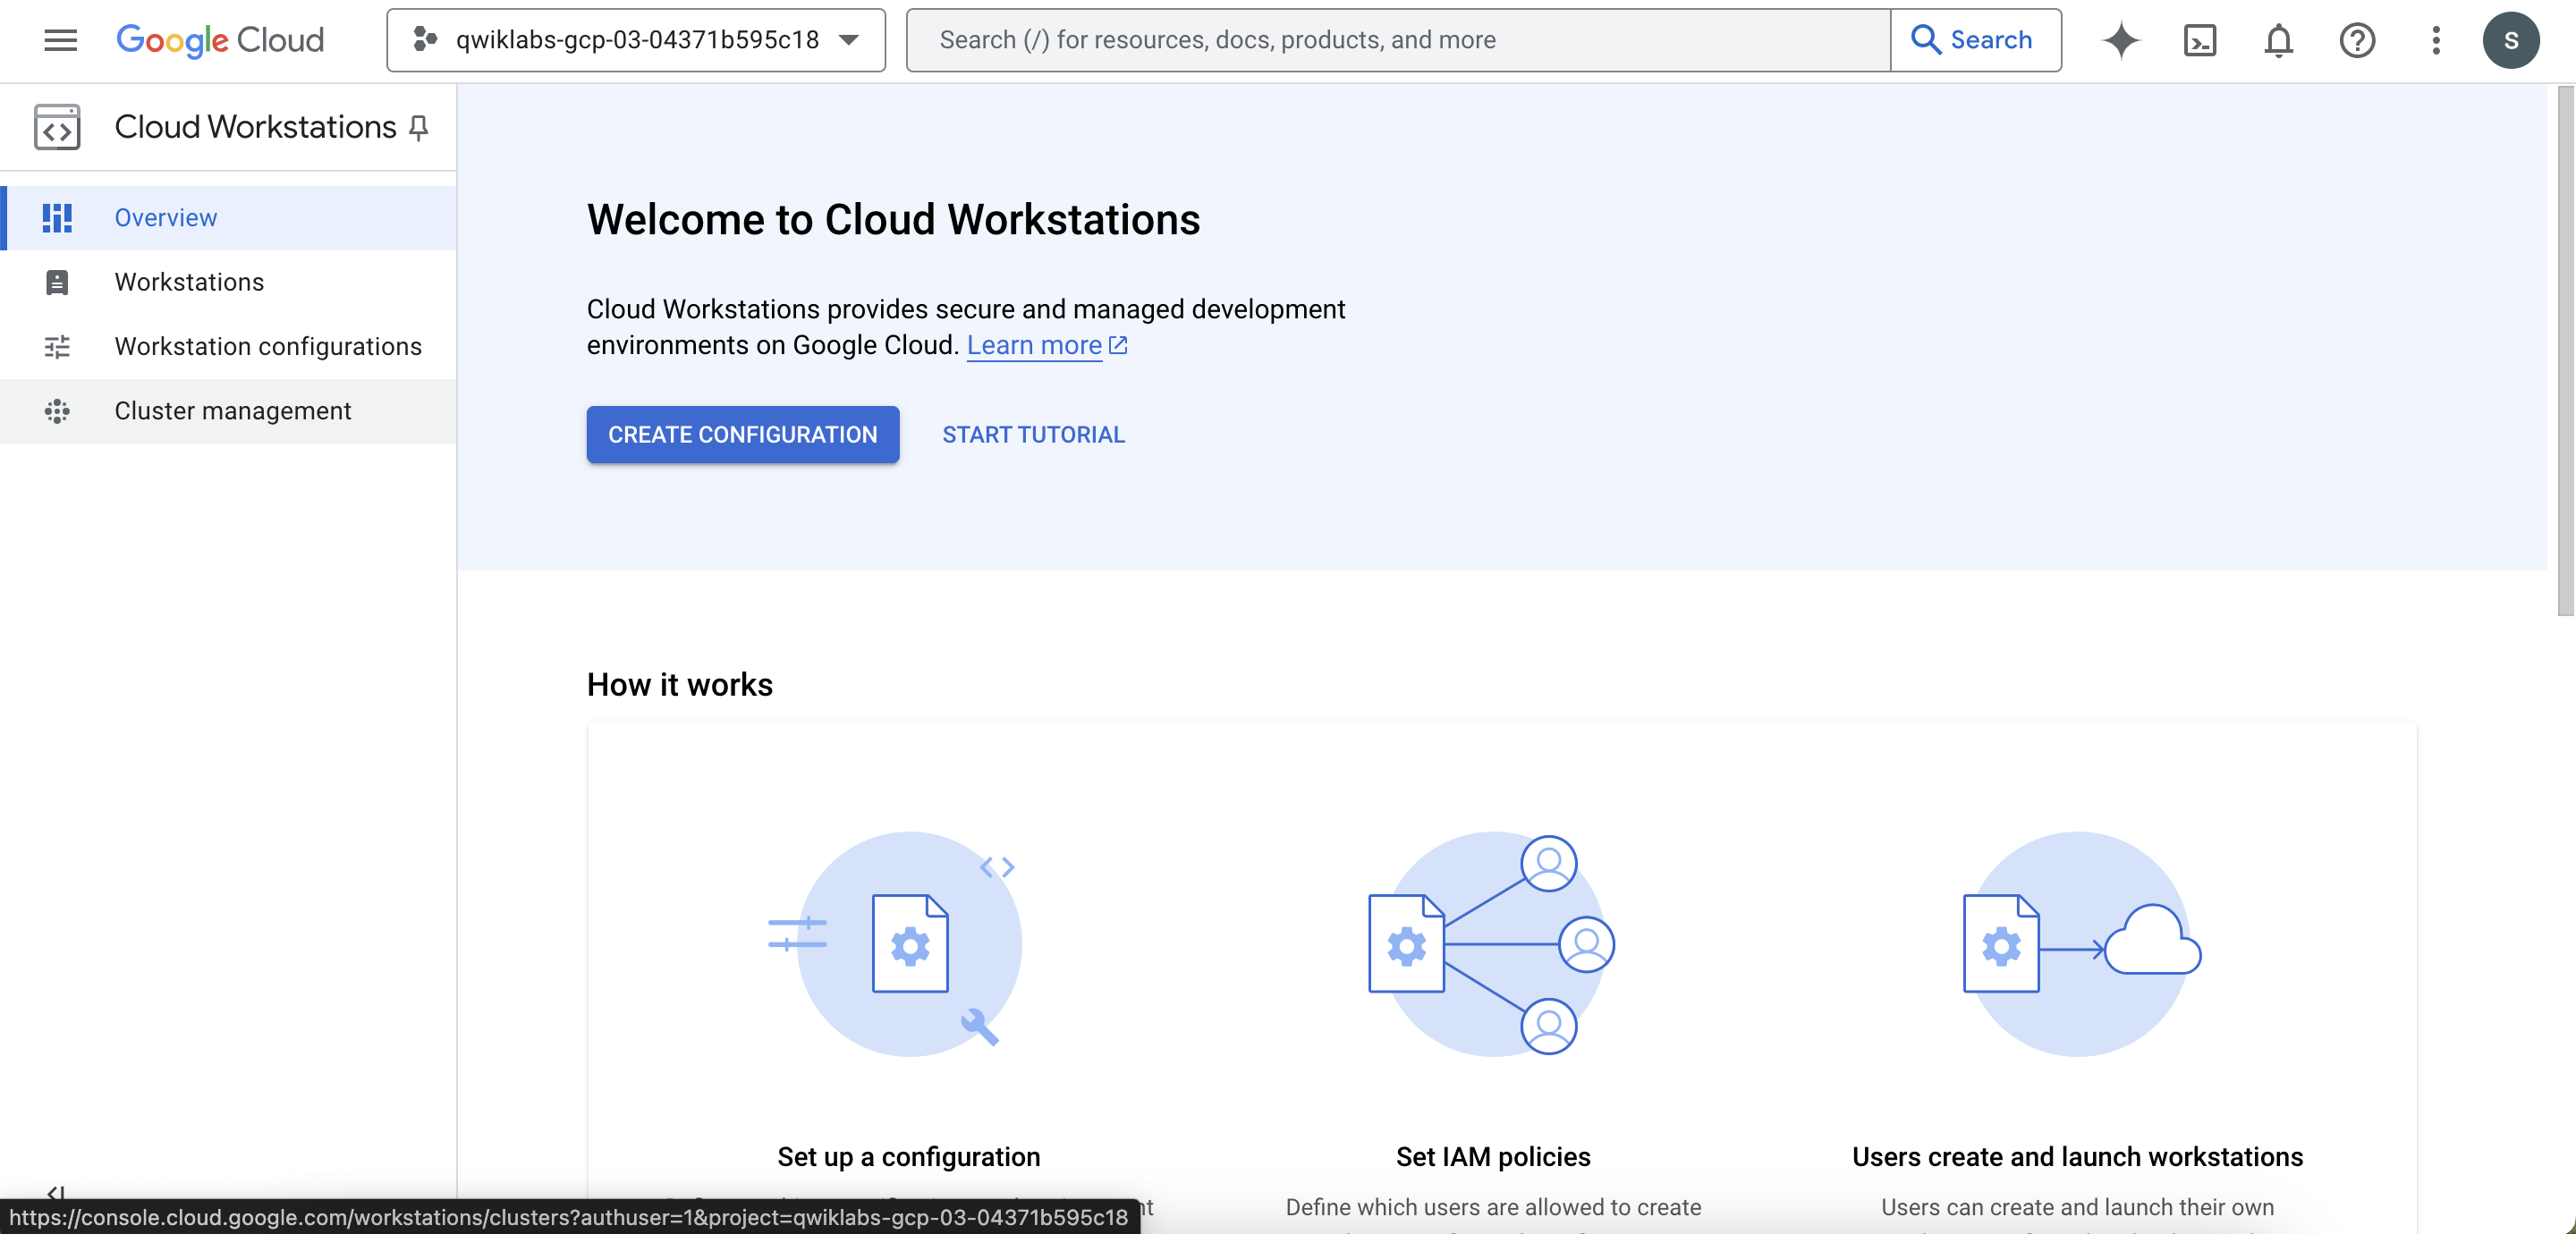 Google Cloud
qwiklabs-gcp-03-04371b595c18
Search (/) for resources, docs, products, and more
Search
S
Cloud Workstations
Overview
Workstations
Workstation configurations
Cluster management
Welcome to Cloud Workstations
Cloud Workstations provides secure and managed development
environments on Google Cloud. Learn more
CREATE CONFIGURATION
START TUTORIAL
How it works
Set up a configuration
Set IAM policies
Define which users are allowed to create
Users create and launch workstations
Users can create and launch their own
https://console.cloud.google.com/workstations/clusters?authuser=1&project=qwiklabs-gcp-03-04371b595c18